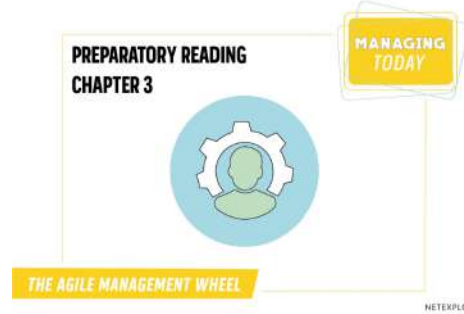 PREPARATORY READING
CHAPTER 3
MANAGING
TODAY
THE AGILE MANAGEMENT WHEEL